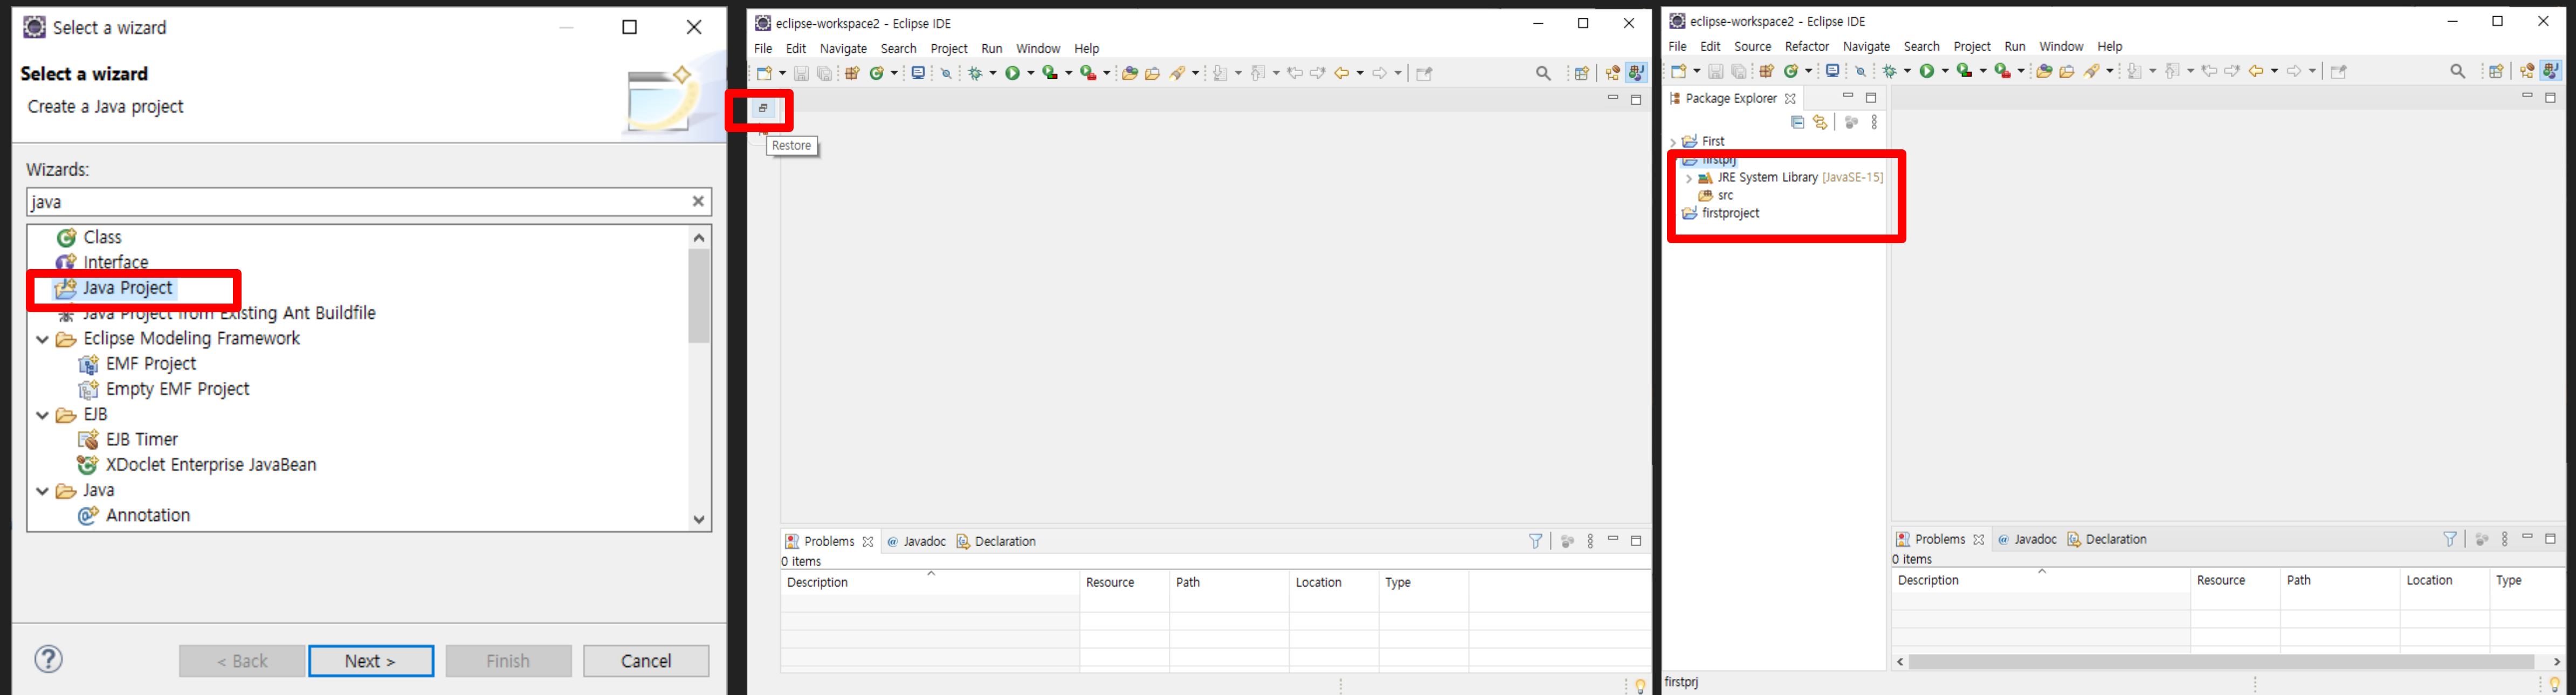 Select a wizard
Select a wizard
Create a Java project
Wizards:
java
Class
Interface
Java Project
Java Project from Existing Ant Buildfile
Eclipse Modeling Framework
EMF Project
Empty EMF Project
EJB
EJB Timer
XDoclet Enterprise JavaBean
Java
Annotation
< Back
Next >
Finish
Cancel
eclipse-workspace2 - Eclipse IDE
File Edit Navigate Search Project Run Window Help
Restore
Problems @ Javadoc Declaration
0 items
Description Resource Path Location Type
eclipse-workspace2 - Eclipse IDE
File Edit Source Refactor Navigate Search Project Run Window Help
Package Explorer
First
firstprj
JRE System Library [JavaSE-15]
src
firstproject
Problems @ Javadoc Declaration
0 items
Description Resource Path Location Type
firstprj